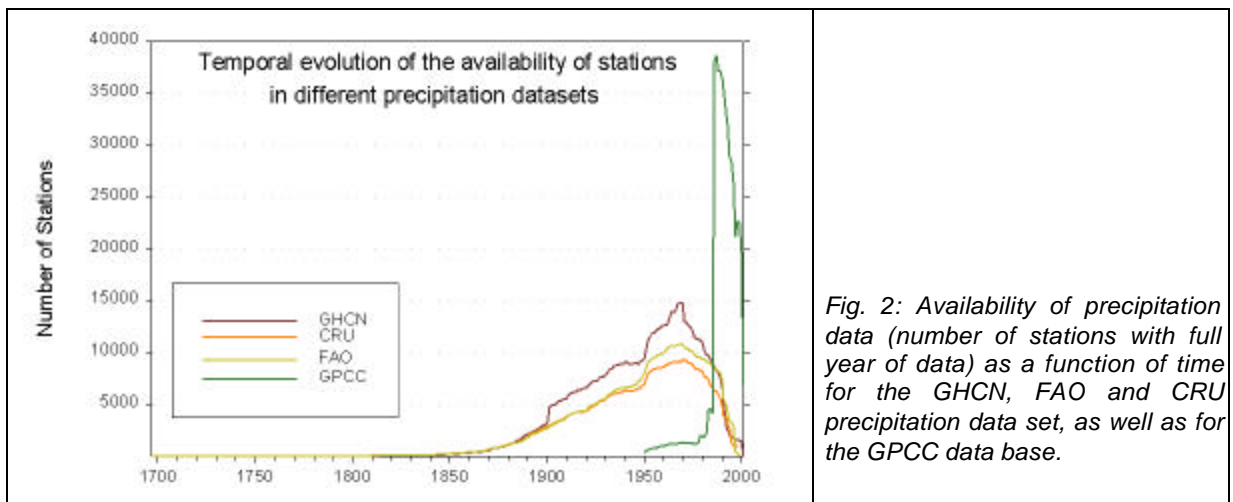 Temporal evolution of the availability of stations
in different precipitation datasets
Number of Stations
40000
35000
30000
25000
20000
15000
10000
5000
GHCN
CRU
FAO
GPCC
1700 1750 1800 1850 1900 1950 2000
Fig. 2: Availability of precipitation
data (number of stations with full
year of data) as a function of time
for the GHCN, FAO and CRU
precipitation data set, as well as for
the GPCC data base.